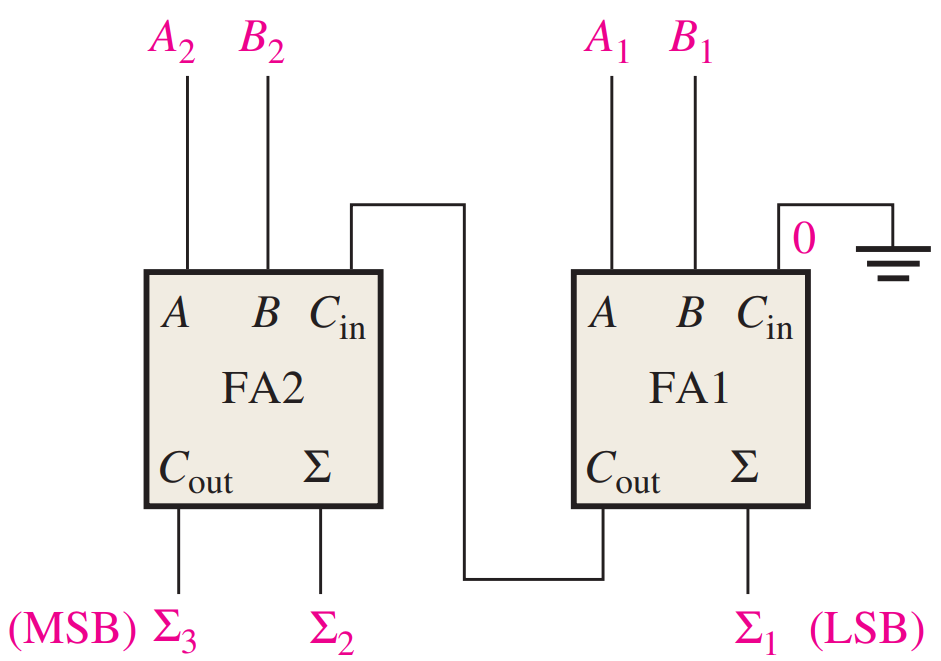 A2 B2 A1 B1
0
A B Cin A B Cin
FA2 FA1
Cout Σ Cout Σ
(MSB) Σ3 Σ2 Σ1 (LSB)